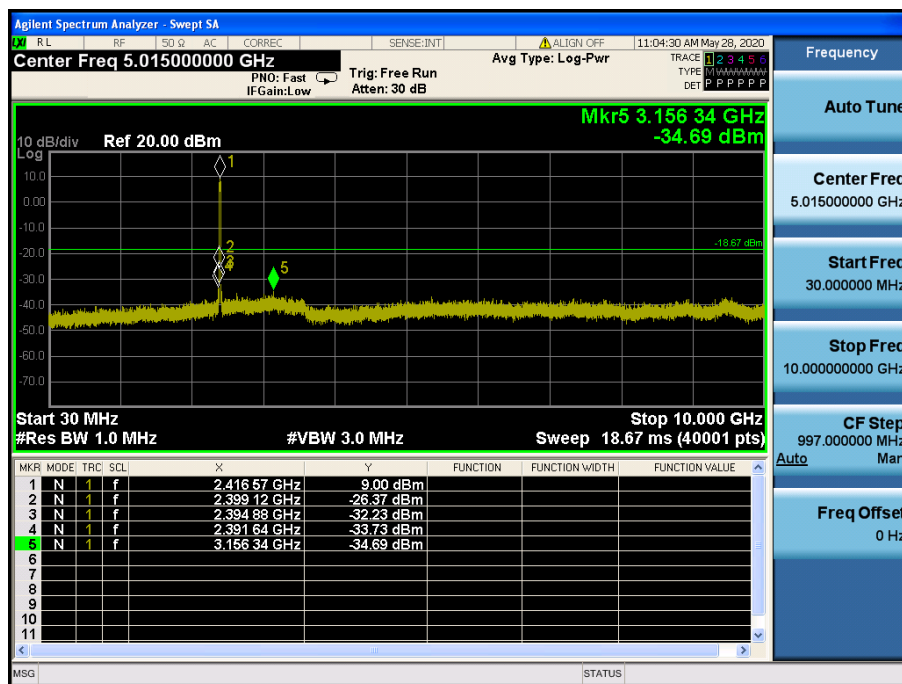 Agilent Spectrum Analyzer - Swept SA
LXI RL RF 50 Ω AC CORREC SENSE:INT ALIGN OFF 11:04:30 AM May 28, 2020
Center Freq 5.015000000 GHz
PNO: Fast
IFGain:Low
Trig: Free Run
Atten: 30 dB
Avg Type: Log-Pwr
TRACE 1 2 3 4 5 6
TYPE M W W W W W
DET P P P P P P
Mkr5 3.156 34 GHz
-34.69 dBm
10 dB/div Ref 20.00 dBm
Log
10.0
0.00
-10.0
-20.0
-30.0
-40.0
-50.0
-60.0
-70.0
1
2
3
4
5
-18.67 dBm
Start 30 MHz Stop 10.000 GHz
#Res BW 1.0 MHz #VBW 3.0 MHz Sweep 18.67 ms (40001 pts)
MKR MODE TRC SCL X Y FUNCTION FUNCTION WIDTH FUNCTION VALUE
1 N 1 f 2.416 57 GHz 9.00 dBm
2 N 1 f 2.399 12 GHz -26.37 dBm
3 N 1 f 2.394 88 GHz -32.23 dBm
4 N 1 f 2.391 64 GHz -33.73 dBm
5 N 1 f 3.156 34 GHz -34.69 dBm
6
7
8
9
10
11
MSG STATUS
Frequency
Auto Tune
Center Freq
5.015000000 GHz
Start Freq
30.000000 MHz
Stop Freq
10.000000000 GHz
CF Step
997.000000 MHz
Auto Man
Freq Offset
0 Hz